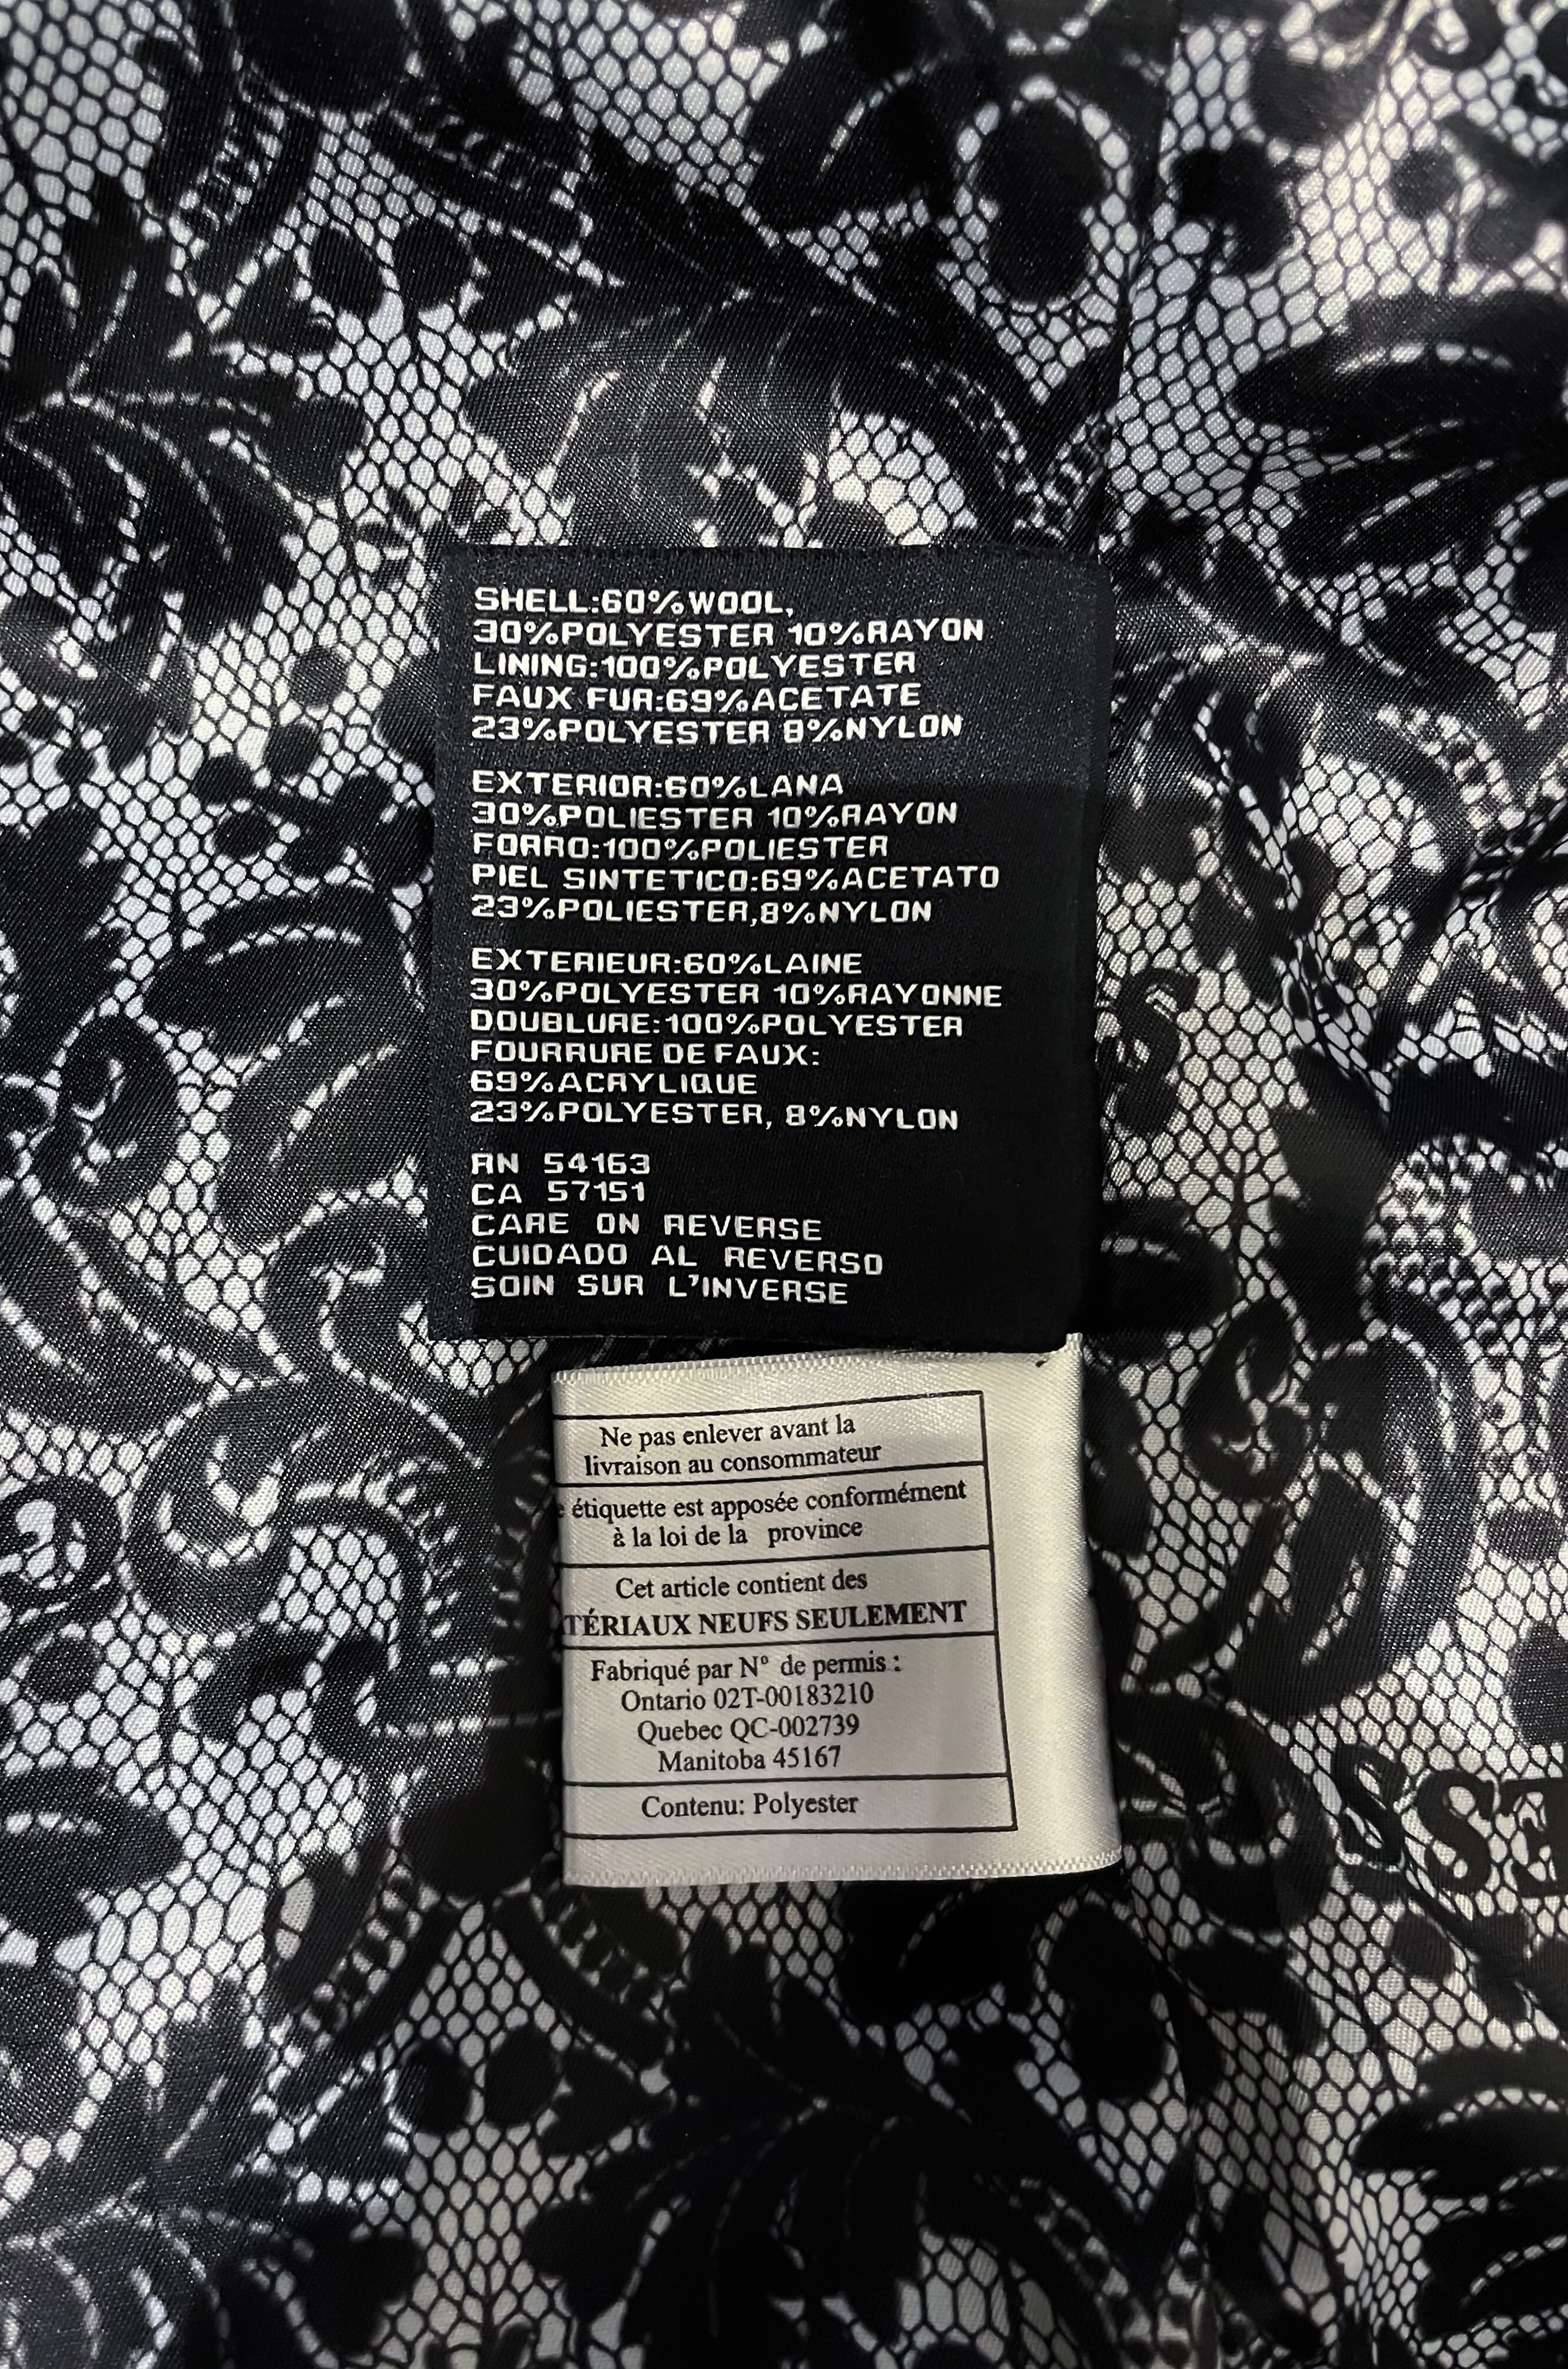 SHELL:60%WOOL,
30%POLYESTER 10%RAYON
LINING:100%POLYESTER
FAUX FUR:69%ACETATE
23%POLYESTER 8%NYLON
EXTERIOR:60%LANA
30%POLIESTER 10%RAYON
FORRO:100%POLIESTER
PIEL SINTETICO:69%ACETATO
23%POLIESTER,8%NYLON
EXTERIEUR:60%LAINE
30%POLYESTER 10%RAYONNE
DOUBLURE:100%POLYESTER
FOURRURE DE FAUX:
69%ACRYLIQUE
23%POLYESTER, 8%NYLON
RN 54163
CA 57151
CARE ON REVERSE
CUIDADO AL REVERSO
SOIN SUR L'INVERSE
Ne pas enlever avant la
livraison au consommateur
étiquette est apposée conformément
à la loi de la province
Cet article contient des
TÉRIAUX NEUFS SEULEMENT
Fabriqué par Nº de permis :
Ontario 02T-00183210
Quebec QC-002739
Manitoba 45167
Contenu: Polyester